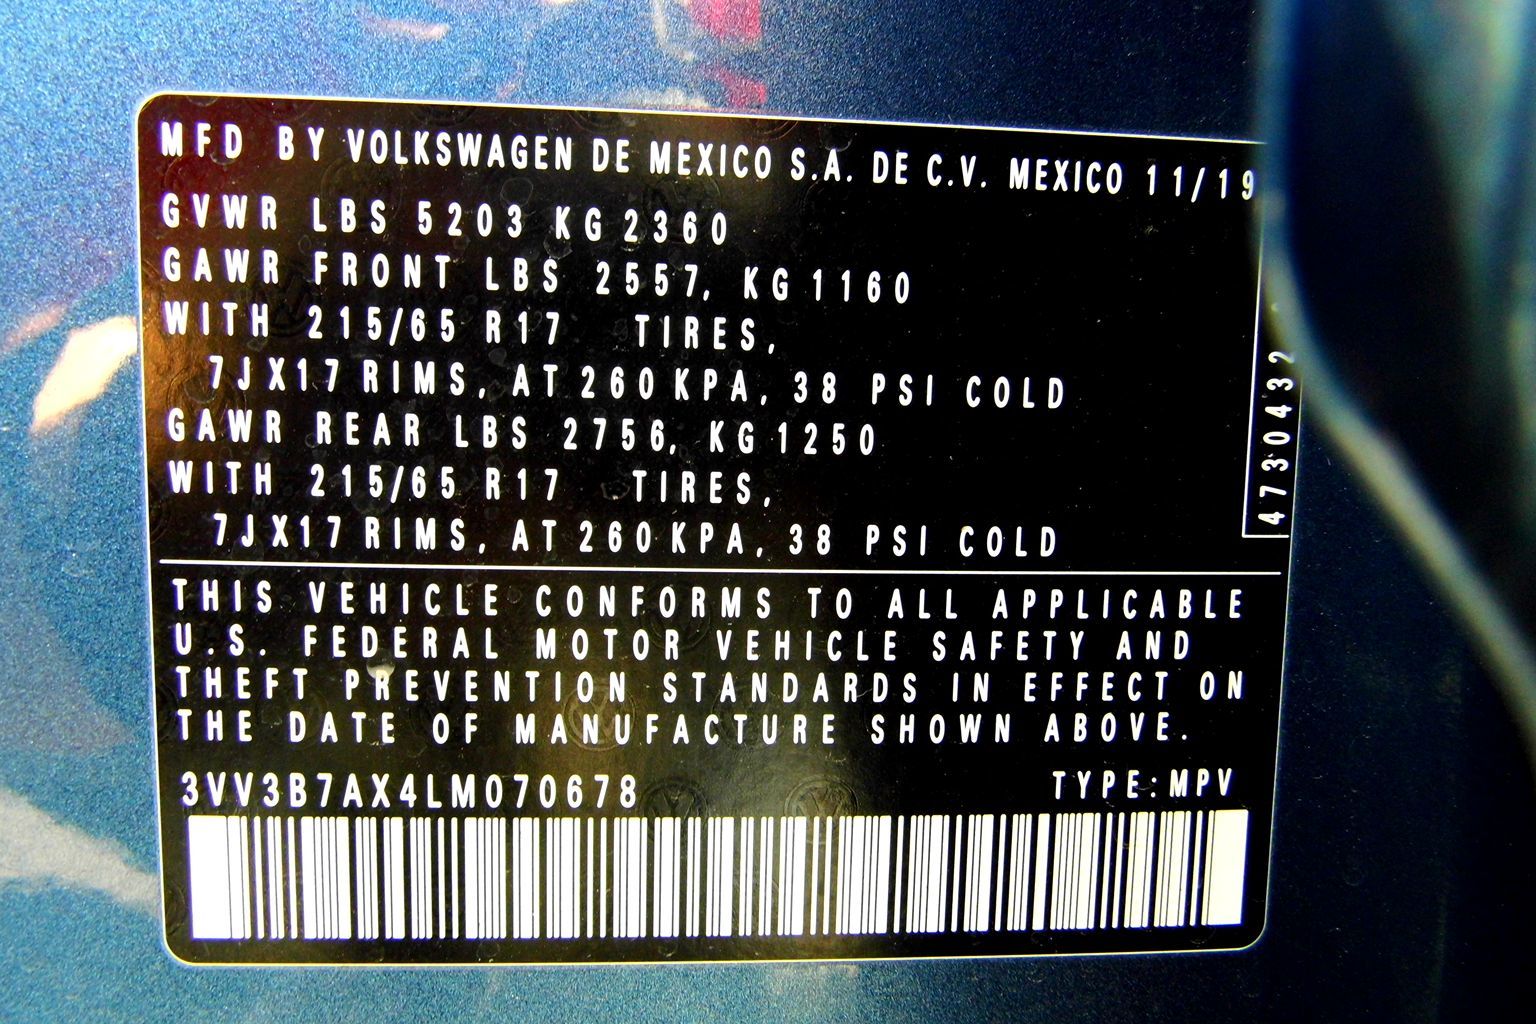 MFD BY VOLKSWAGEN DE MEXICO S.A. DE C.V. MEXICO 11/19
GVWR LBS 5203 KG 2360
GAWR FRONT LBS 2557, KG 1160
WITH 215/65 R17 TIRES,
7JX17 RIMS, AT 260 KPA, 38 PSI COLD
GAWR REAR LBS 2756, KG 1250
WITH 215/65 R17 TIRES,
7JX17 RIMS, AT 260 KPA, 38 PSI COLD
4730432
THIS VEHICLE CONFORMS TO ALL APPLICABLE
U.S. FEDERAL MOTOR VEHICLE SAFETY AND
THEFT PREVENTION STANDARDS IN EFFECT ON
THE DATE OF MANUFACTURE SHOWN ABOVE.
3VV3B7AX4LM070678 TYPE:MPV